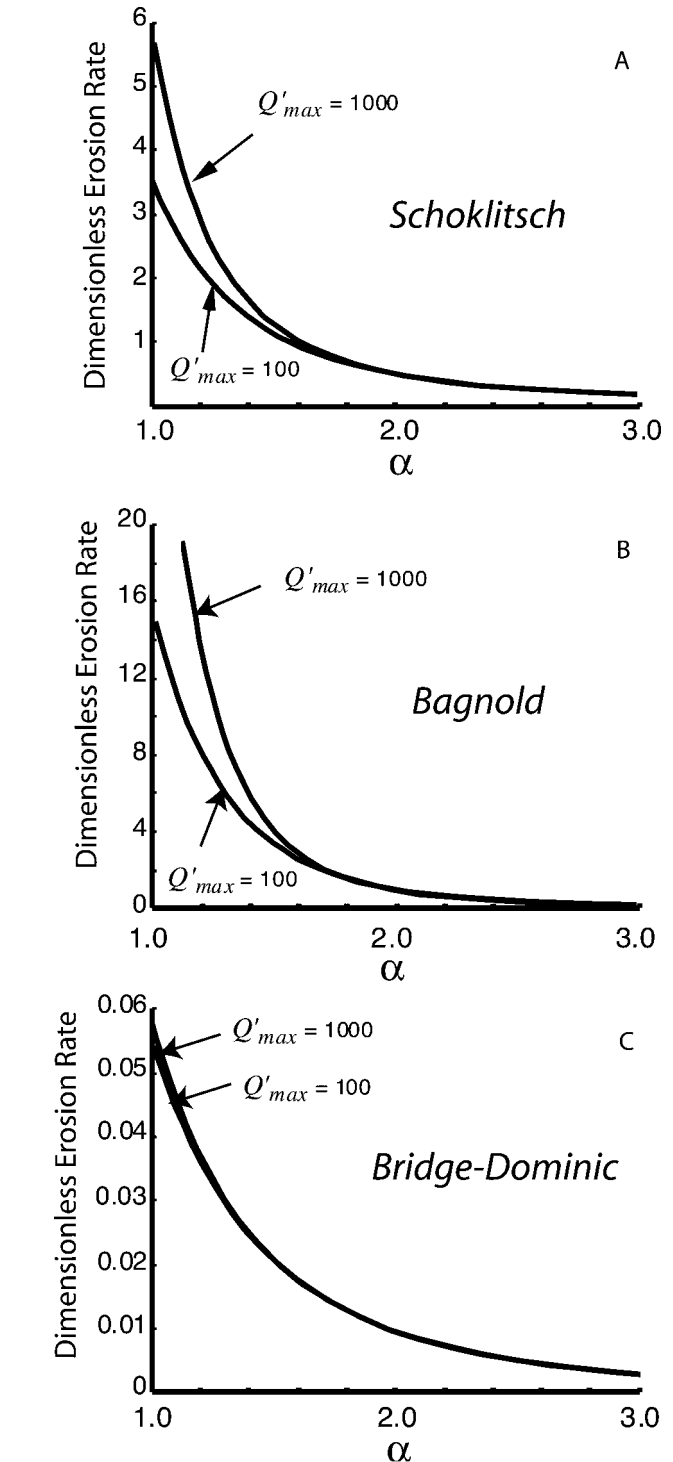 A
Dimensionless Erosion Rate
6
5
4
3
2
1
Q'max = 1000
Schoklitsch
Q'max = 100
1.0 2.0 3.0
α
B
Dimensionless Erosion Rate
20
16
12
8
4
0
Q'max = 1000
Bagnold
Q'max = 100
1.0 2.0 3.0
α
C
Dimensionless Erosion Rate
0.06
0.05
0.04
0.03
0.02
0.01
0
Q'max = 1000
Q'max = 100
Bridge-Dominic
1.0 2.0 3.0
α